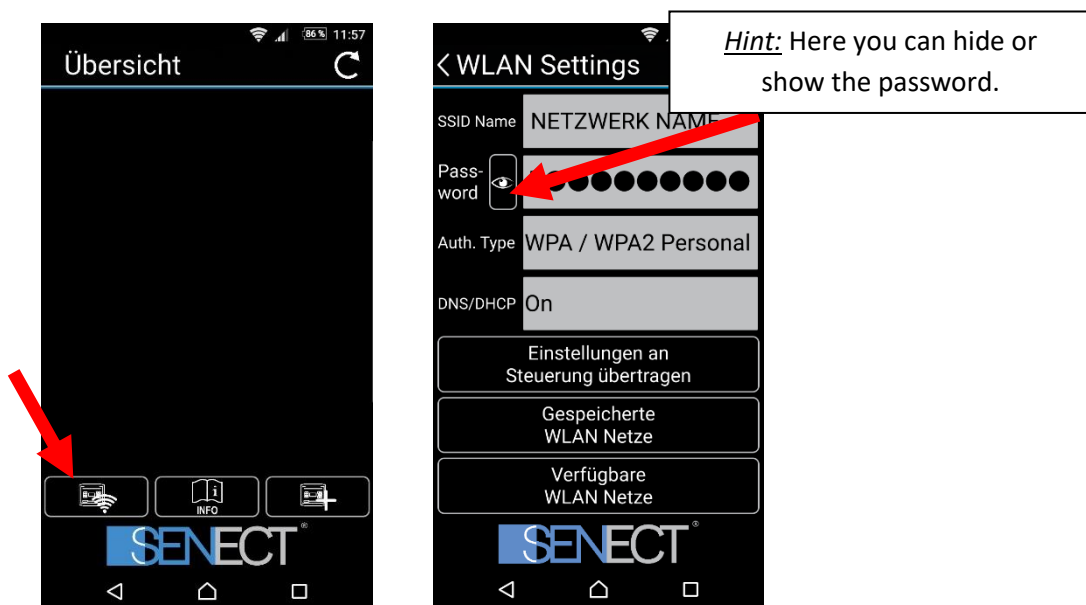 86 % 11:57
Übersicht
INFO
SENECT®
< WLAN Settings
Hint: Here you can hide or
show the password.
SSID Name NETZWERK NAME
Pass-
word ●●●●●●●●●●
Auth. Type WPA / WPA2 Personal
DNS/DHCP On
Einstellungen an
Steuerung übertragen
Gespeicherte
WLAN Netze
Verfügbare
WLAN Netze
SENECT®